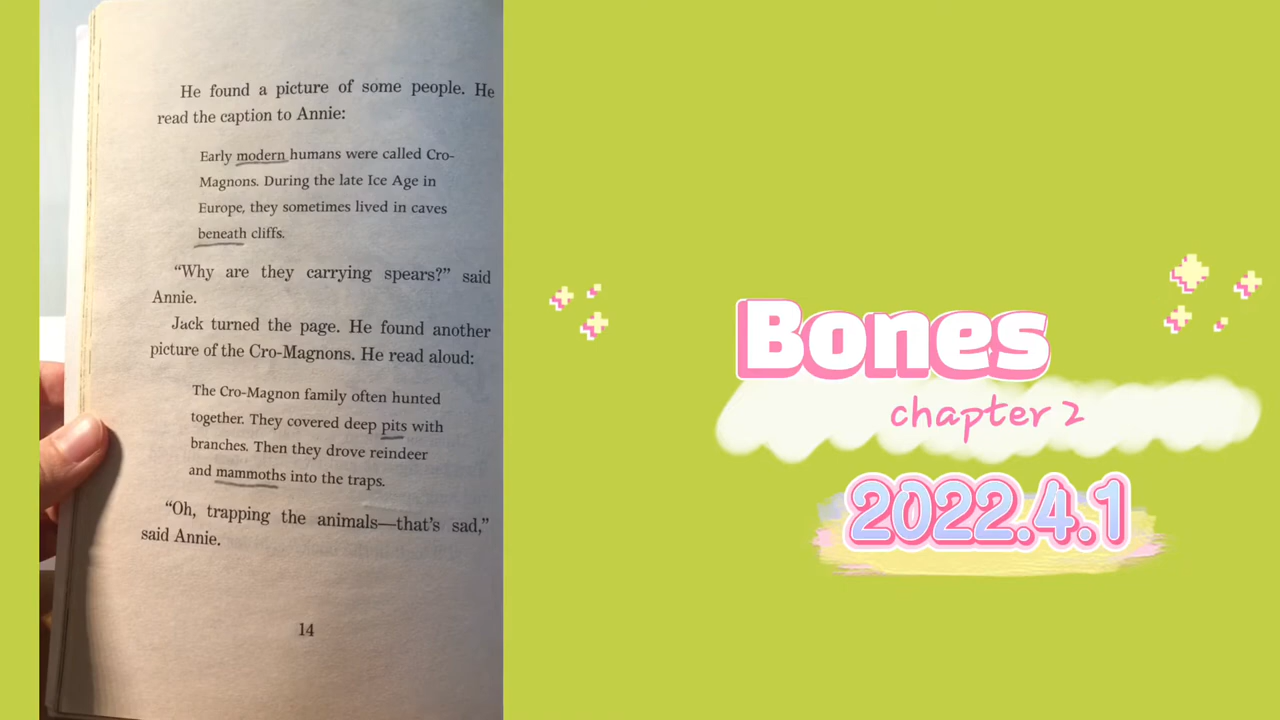 He found a picture of some people. He
read the caption to Annie:
Early modern humans were called Cro-
Magnons. During the late Ice Age in
Europe, they sometimes lived in caves
beneath cliffs.
“Why are they carrying spears?” said
Annie.
Jack turned the page. He found another
picture of the Cro-Magnons. He read aloud:
The Cro-Magnon family often hunted
together. They covered deep pits with
branches. Then they drove reindeer
and mammoths into the traps.
“Oh, trapping the animals—that’s sad,”
said Annie.
14
Bones
chapter 2
2022.4.1